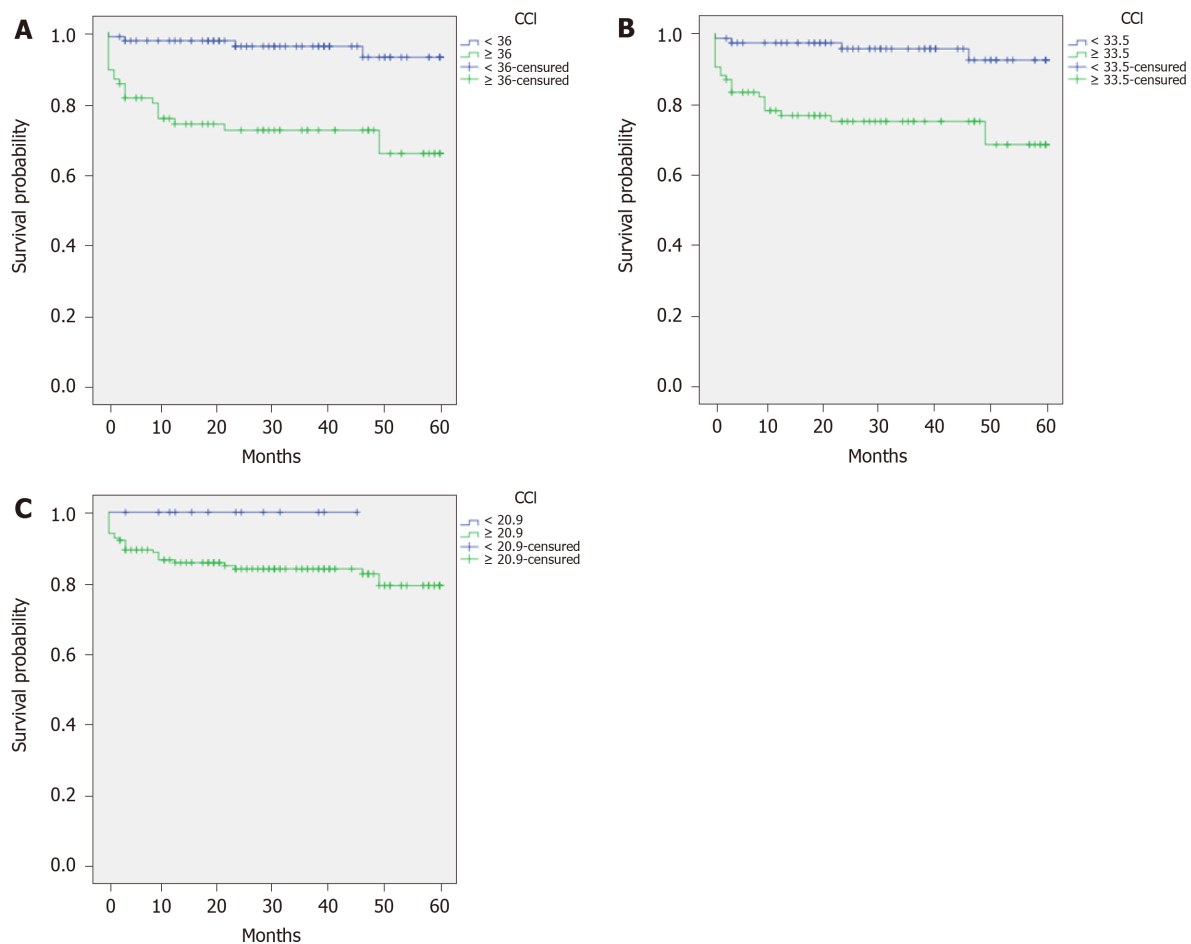 A
CCI
< 36
≥ 36
< 36-censured
≥ 36-censured
1.0
0.8
0.6
0.4
0.2
0.0
Survival probability
0 10 20 30 40 50 60
Months
B
CCI
< 33.5
≥ 33.5
< 33.5-censured
≥ 33.5-censured
1.0
0.8
0.6
0.4
0.2
0.0
Survival probability
0 10 20 30 40 50 60
Months
C
CCI
< 20.9
≥ 20.9
< 20.9-censured
≥ 20.9-censured
1.0
0.8
0.6
0.4
0.2
0.0
Survival probability
0 10 20 30 40 50 60
Months